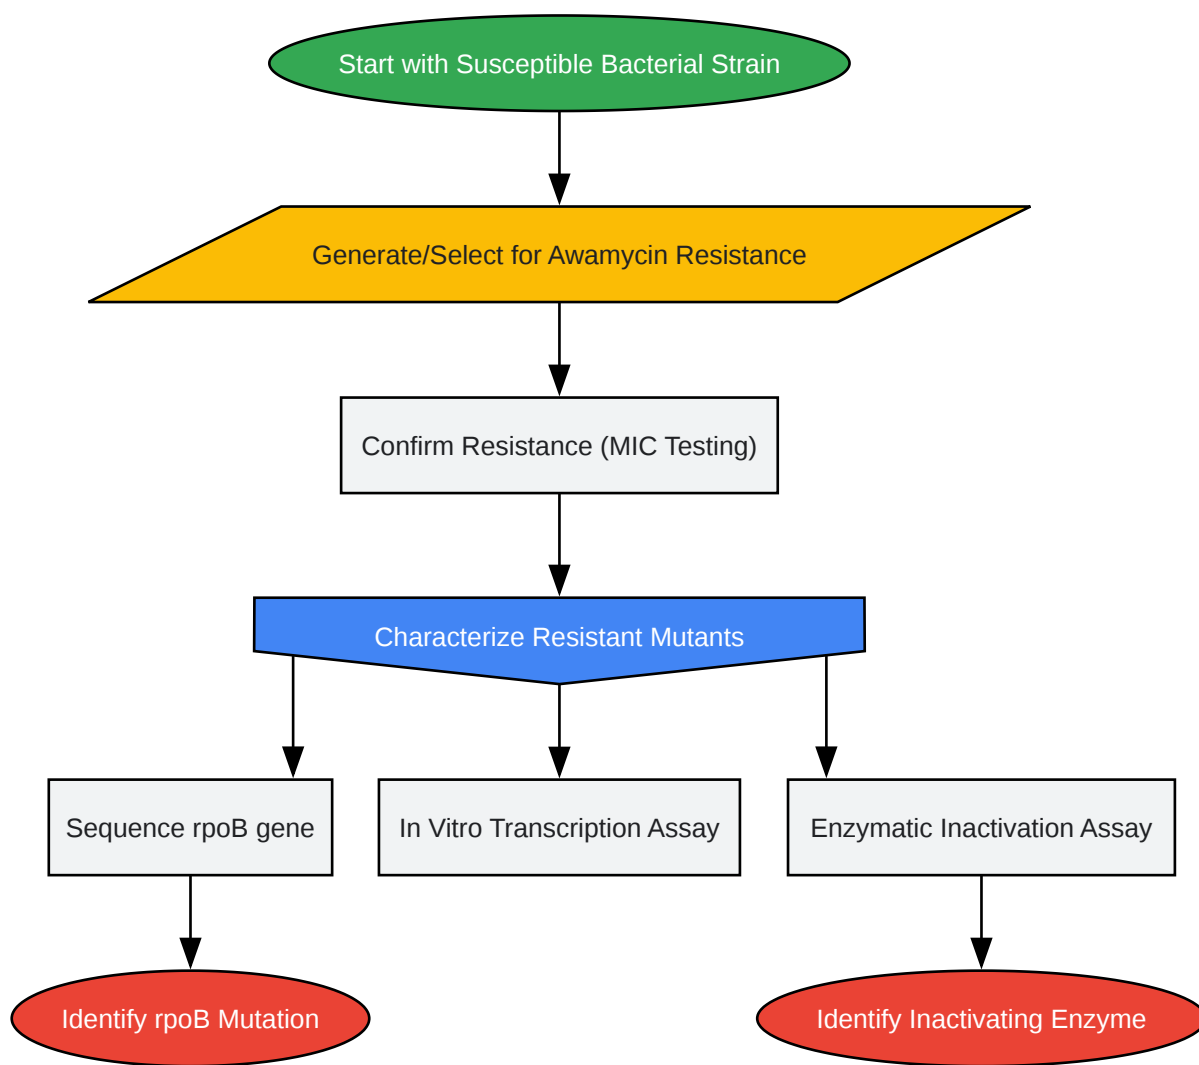 Start with Susceptible Bacterial Strain
Generate/Select for Awamycin Resistance
Confirm Resistance (MIC Testing)
Characterize Resistant Mutants
Sequence rpoB gene
In Vitro Transcription Assay
Enzymatic Inactivation Assay
Identify rpoB Mutation
Identify Inactivating Enzyme